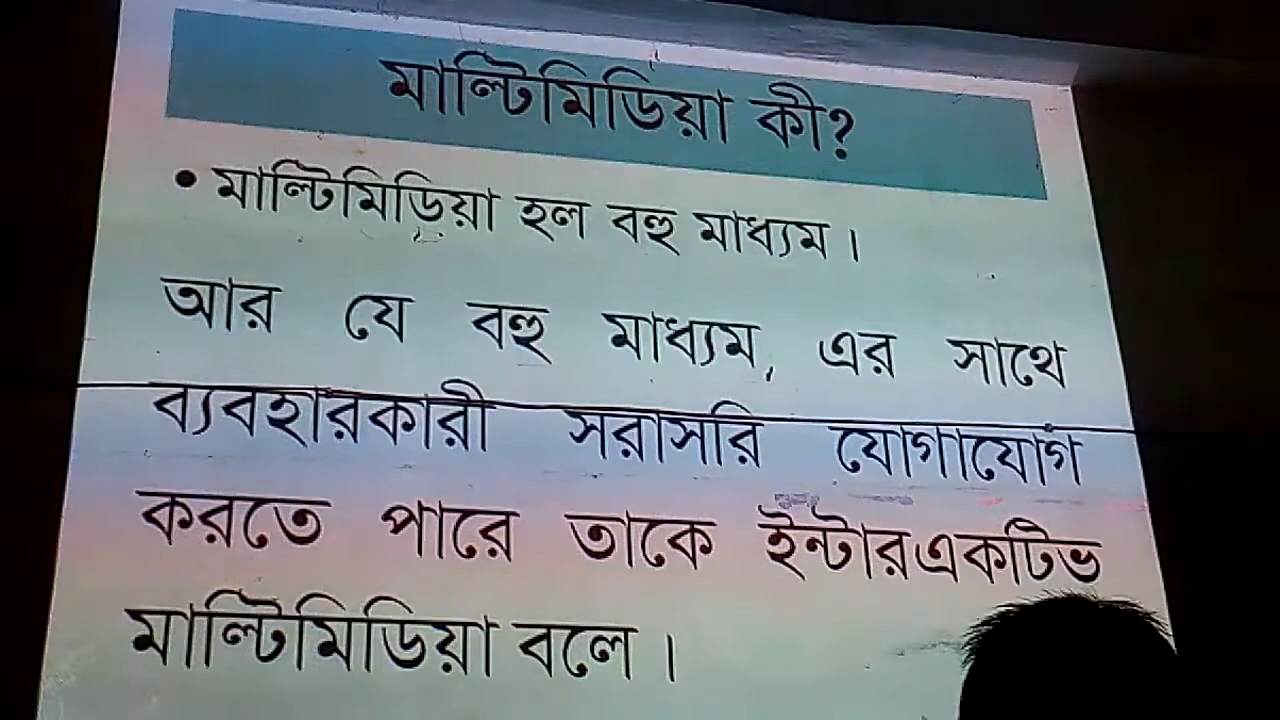 মাল্টিমিডিয়া কী?
• মাল্টিমিডিয়া হল বহু মাধ্যম ।
আর যে বহু মাধ্যম, এর সাথে
ব্যবহারকারী সরাসরি যোগাযোগ
করতে পারে তাকে ইন্টারএকটিভ
মাল্টিমিডিয়া বলে ।